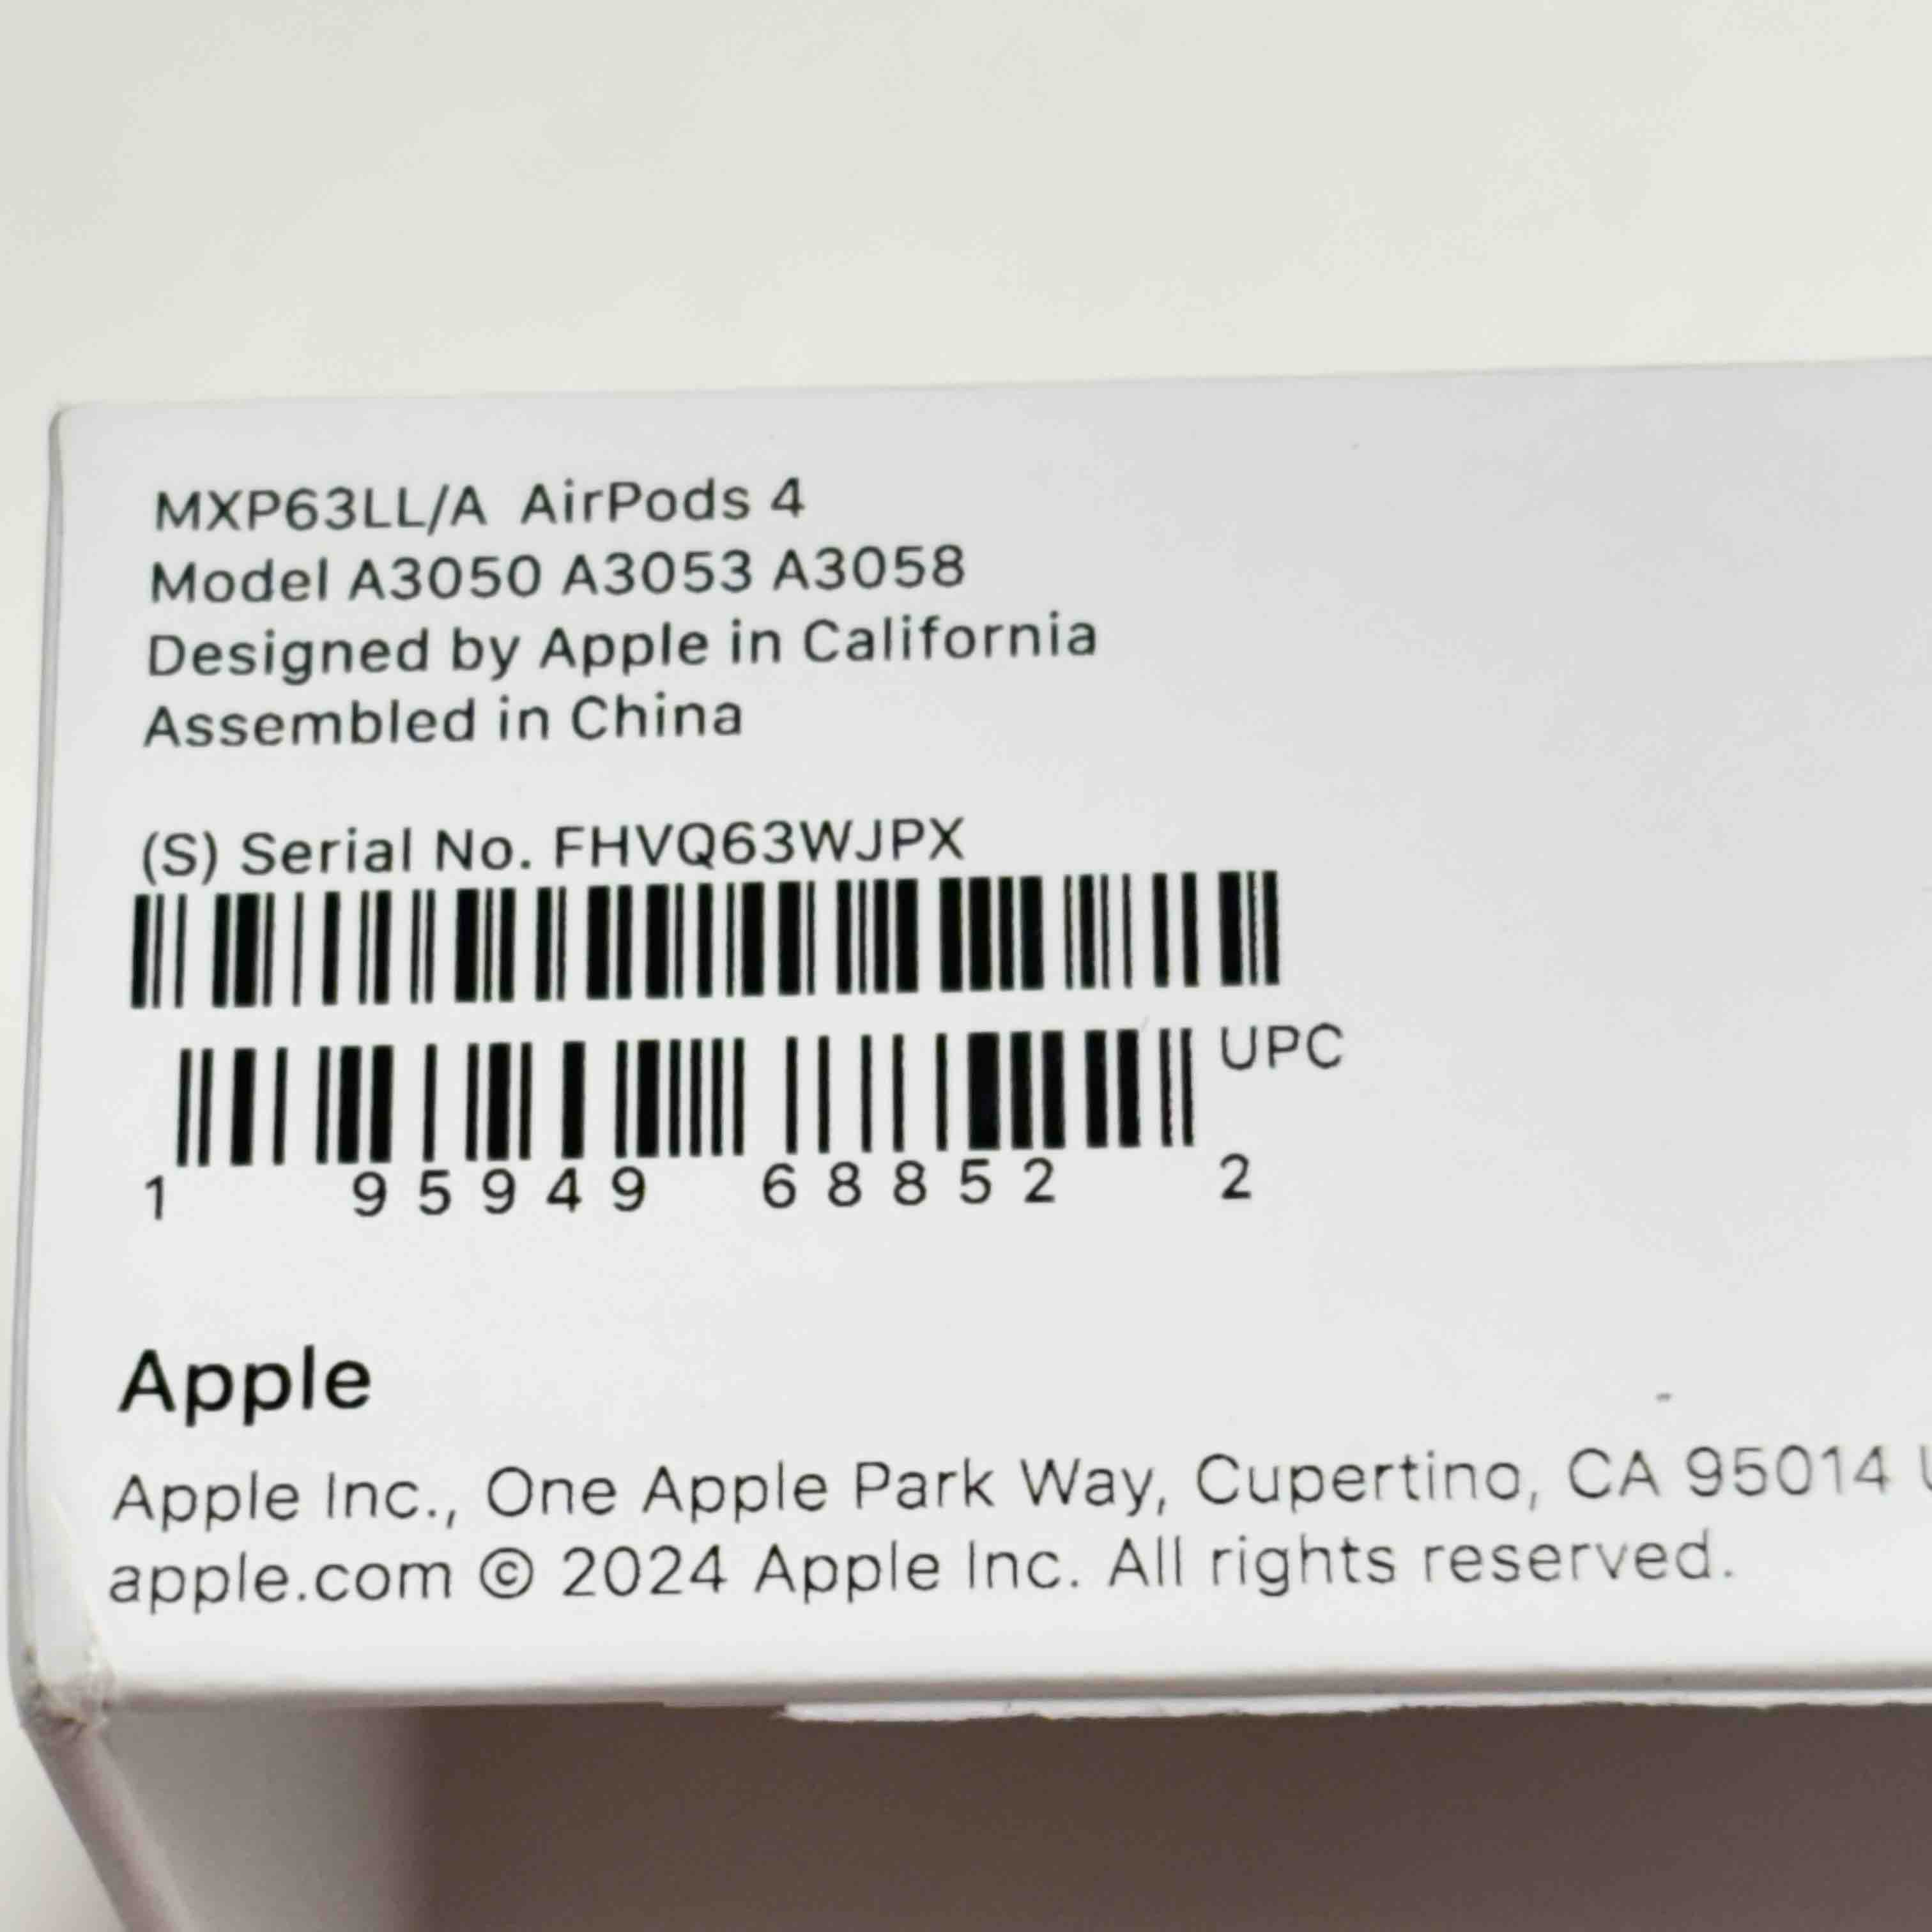 MXP63LL/A AirPods 4
Model A3050 A3053 A3058
Designed by Apple in California
Assembled in China
(S) Serial No. FHVQ63WJPX
UPC
1 95949 68852 2
Apple
Apple Inc., One Apple Park Way, Cupertino, CA 95014
apple.com © 2024 Apple Inc. All rights reserved.